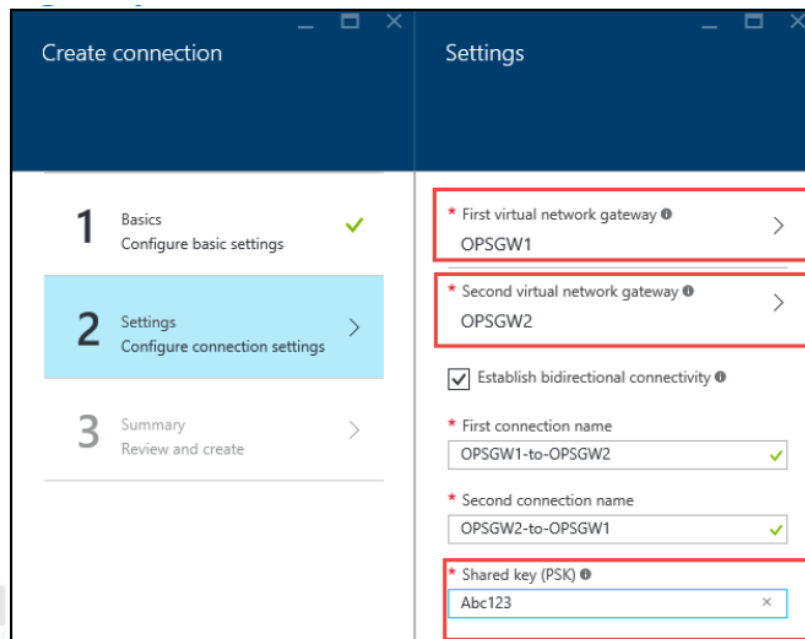 Create connection
Settings
1
Basics
Configure basic settings
2
Settings
Configure connection settings
3
Summary
Review and create
* First virtual network gateway
OPSGW1
* Second virtual network gateway
OPSGW2
Establish bidirectional connectivity
* First connection name
OPSGW1-to-OPSGW2
* Second connection name
OPSGW2-to-OPSGW1
* Shared key (PSK)
Abc123